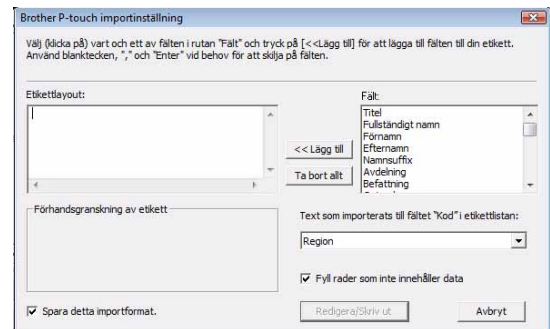 Brother P-touch importinställning
Välj (klicka på) vart och ett av fälten i rutan "Fält" och tryck på [<<Lägg till] för att lägga till fälten till din etikett.
Använd blanktecken, "," och "Enter" vid behov för att skilja på fälten.
Etikettlayout:
Fält:
Titel
Fullständigt namn
Förnamn
Efternamn
Namnsuffix
Avdelning
Befattning
<< Lägg till
Ta bort allt
Förhandsgranskning av etikett
Text som importerats till fältet "Kod" i etikettlistan:
Region
Fyll rader som inte innehåller data
Spara detta importformat.
Redigera/Skriv ut
Avbryt